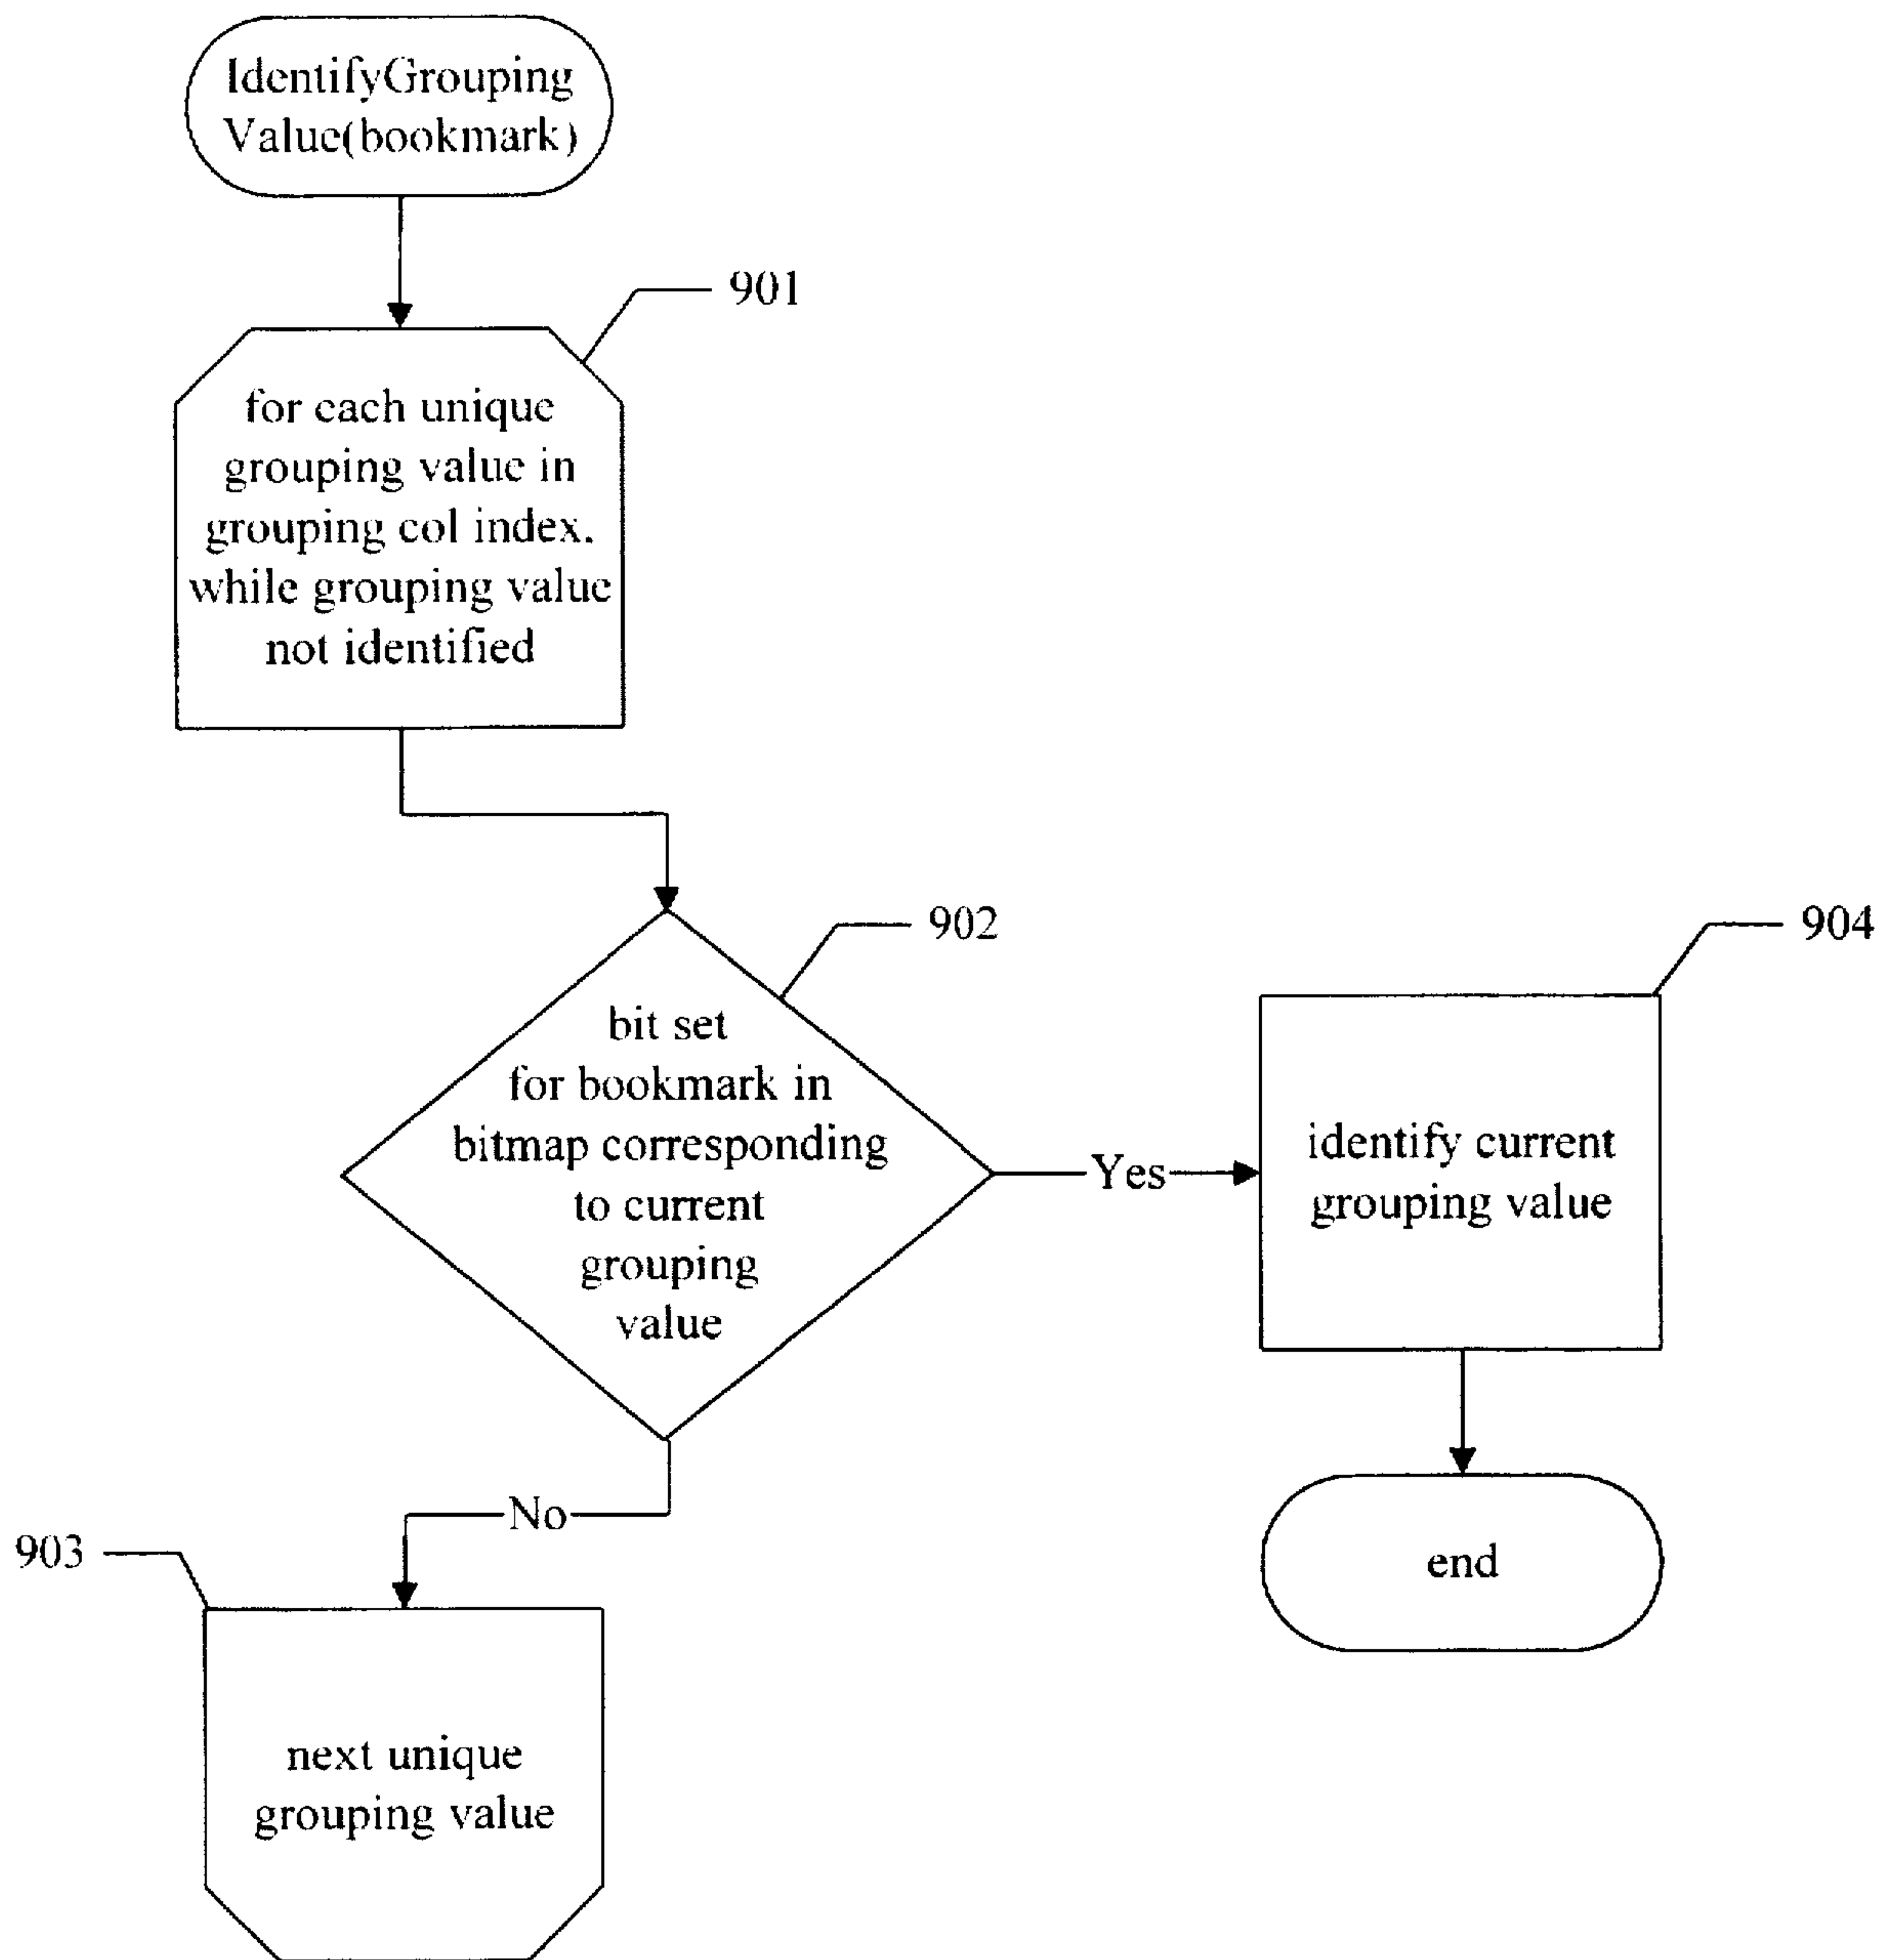 IdentifyGrouping
Value(bookmark)
901
for each unique
grouping value in
grouping col index.
while grouping value
not identified
902
904
bit set
for bookmark in
bitmap corresponding
to current
grouping
value
Yes
identify current
grouping value
No
903
end
next unique
grouping value